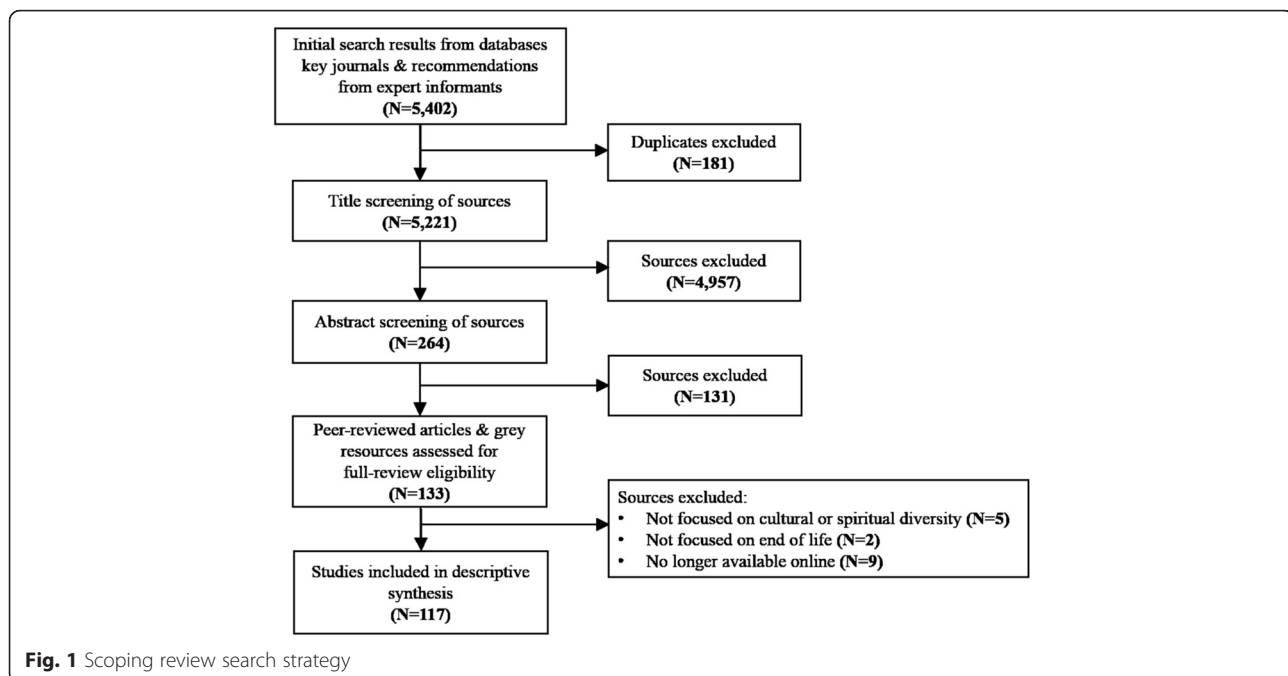 Initial search results from databases
key journals & recommendations
from expert informants
(N=5,402)
Duplicates excluded
(N=181)
Title screening of sources
(N=5,221)
Sources excluded
(N=4,957)
Abstract screening of sources
(N=264)
Sources excluded
(N=131)
Peer-reviewed articles & grey
resources assessed for
full-review eligibility
(N=133)
Sources excluded:
• Not focused on cultural or spiritual diversity (N=5)
• Not focused on end of life (N=2)
• No longer available online (N=9)
Studies included in descriptive
synthesis
(N=117)
Fig. 1 Scoping review search strategy